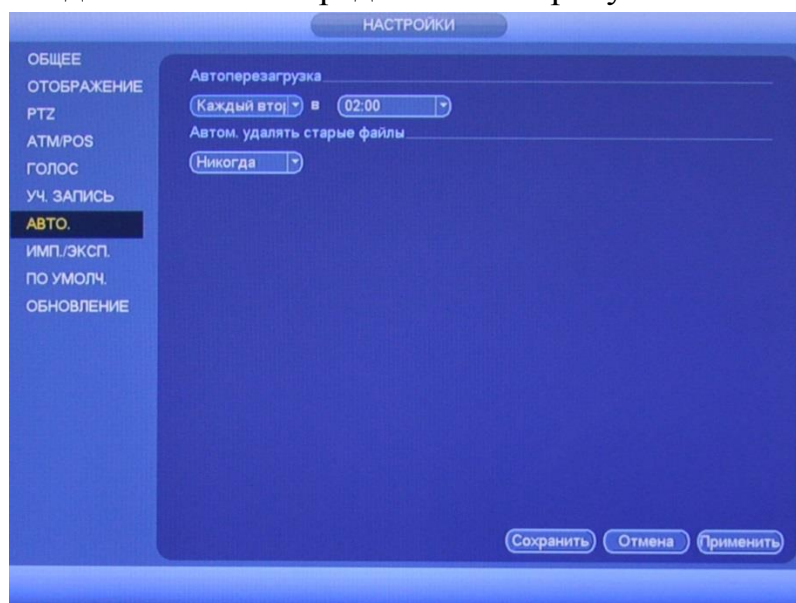 НАСТРОЙКИ
ОБЩЕЕ
ОТОБРАЖЕНИЕ
PTZ
ATM/POS
ГОЛОС
УЧ. ЗАПИСЬ
АВТО.
ИМП./ЭКСП.
ПО УМОЛЧ.
ОБНОВЛЕНИЕ
Автоперезагрузка
Каждый втор в 02:00
Автом. удалять старые файлы
Никогда
Сохранить Отмена Применить